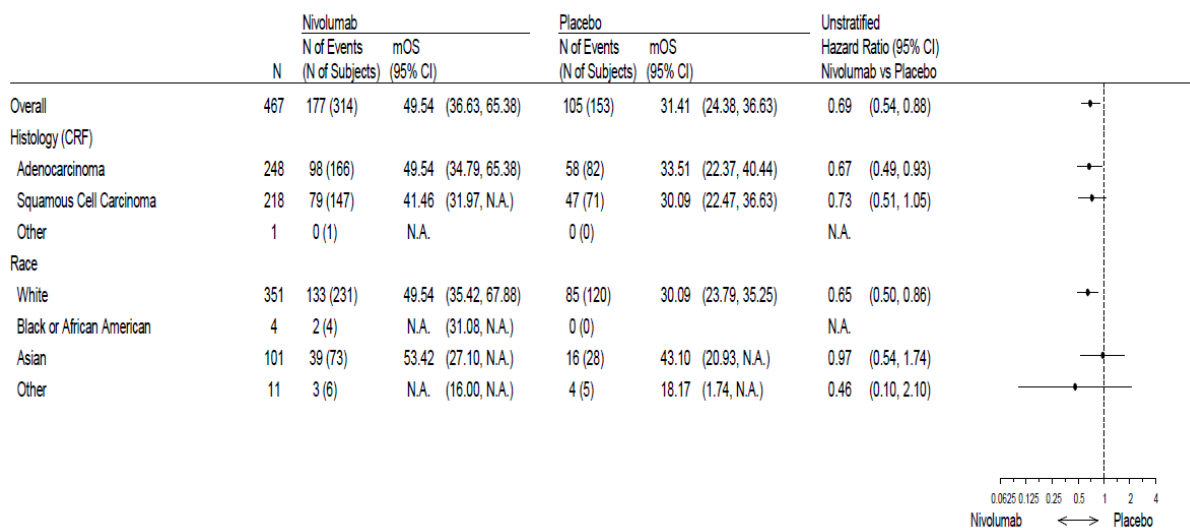 Nivolumab Placebo Unstratified
N of Events mOS N of Events mOS Hazard Ratio (95% CI)
N (N of Subjects) (95% CI) (N of Subjects) (95% CI) Nivolumab vs Placebo
Overall 467 177 (314) 49.54 (36.63, 65.38) 105 (153) 31.41 (24.38, 36.63) 0.69 (0.54, 0.88)
Histology (CRF)
Adenocarcinoma 248 98 (166) 49.54 (34.79, 65.38) 58 (82) 33.51 (22.37, 40.44) 0.67 (0.49, 0.93)
Squamous Cell Carcinoma 218 79 (147) 41.46 (31.97, N.A.) 47 (71) 30.09 (22.47, 36.63) 0.73 (0.51, 1.05)
Other 1 0 (1) N.A. 0 (0) N.A.
Race
White 351 133 (231) 49.54 (35.42, 67.88) 85 (120) 30.09 (23.79, 35.25) 0.65 (0.50, 0.86)
Black or African American 4 2 (4) N.A. (31.08, N.A.) 0 (0) N.A.
Asian 101 39 (73) 53.42 (27.10, N.A.) 16 (28) 43.10 (20.93, N.A.) 0.97 (0.54, 1.74)
Other 11 3 (6) N.A. (16.00, N.A.) 4 (5) 18.17 (1.74, N.A.) 0.46 (0.10, 2.10)
0.0625 0.125 0.25 0.5 1 2 4
Nivolumab <—> Placebo